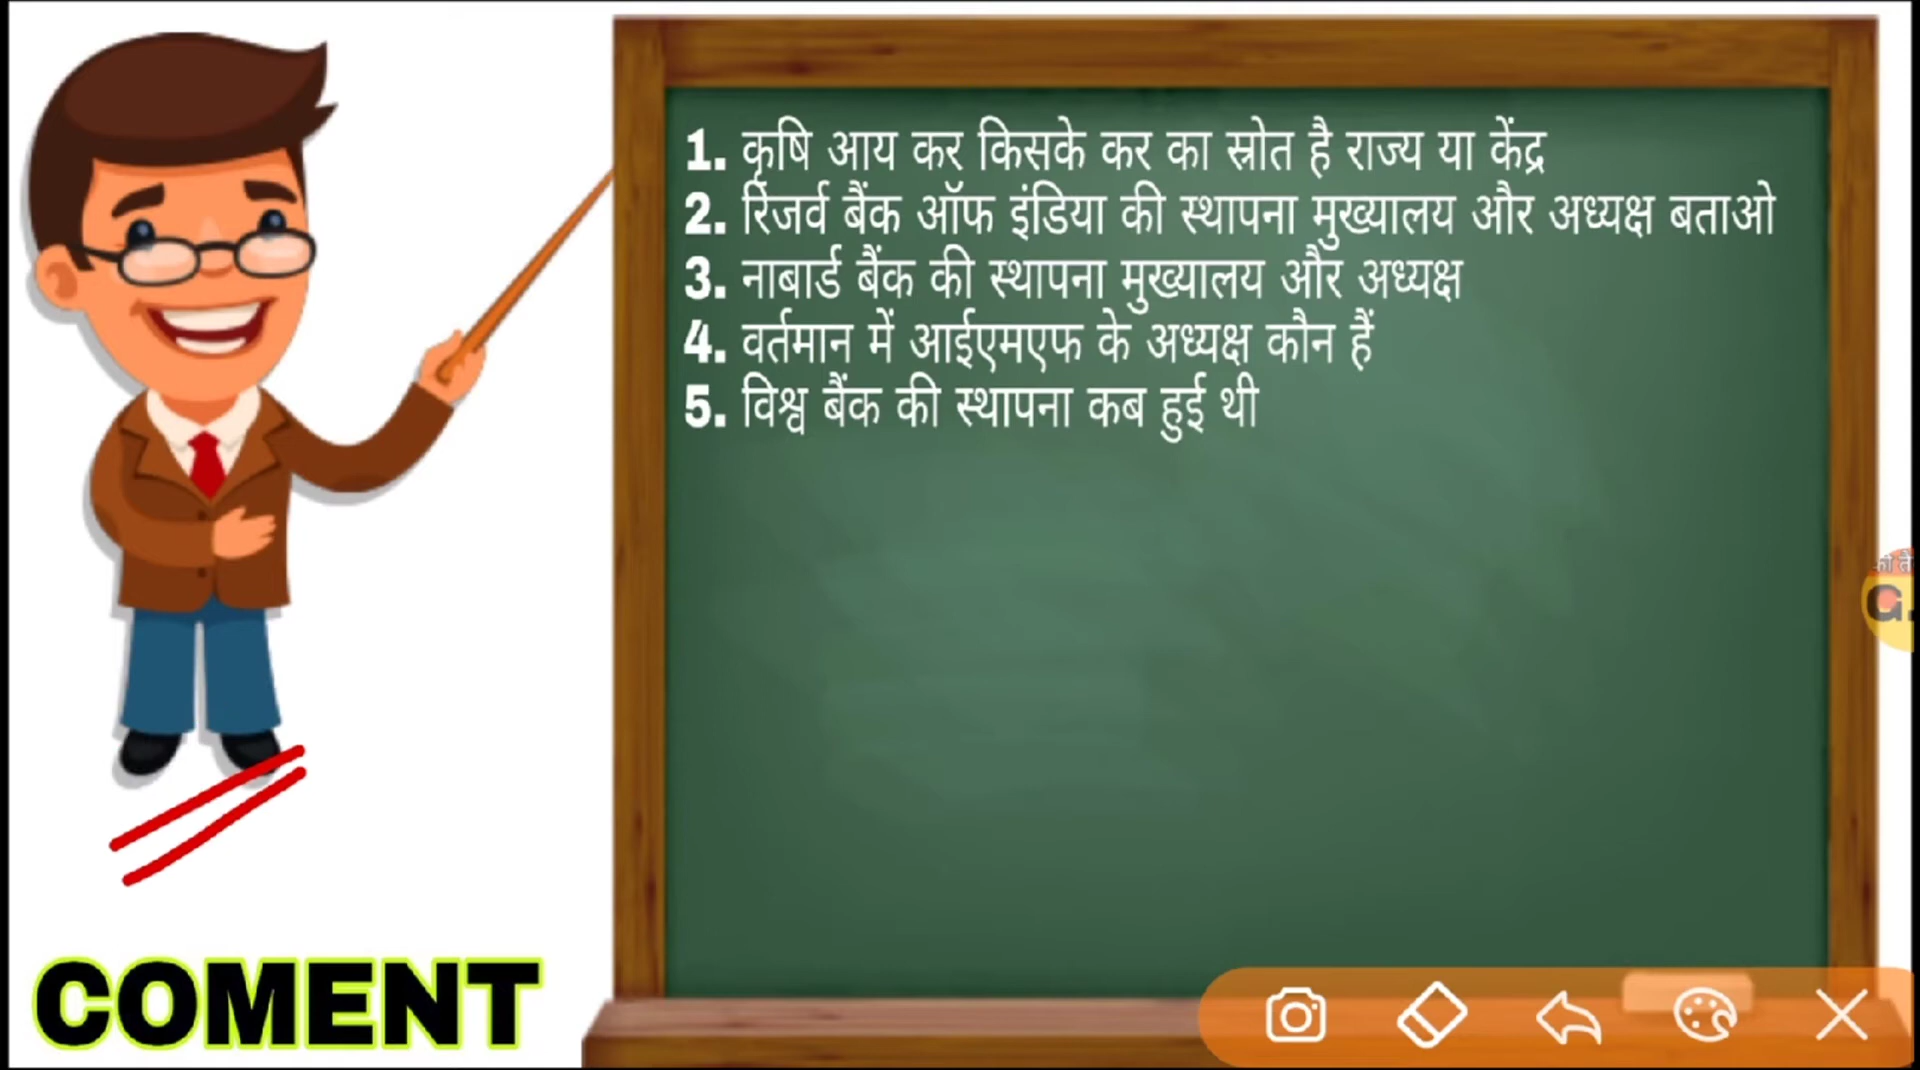 1. कृषि आय कर किसके कर का स्रोत है राज्य या केंद्र
2. रिजर्व बैंक ऑफ इंडिया की स्थापना मुख्यालय और अध्यक्ष बताओ
3. नाबार्ड बैंक की स्थापना मुख्यालय और अध्यक्ष
4. वर्तमान में आईएमएफ के अध्यक्ष कौन हैं
5. विश्व बैंक की स्थापना कब हुई थी
G.
COMENT